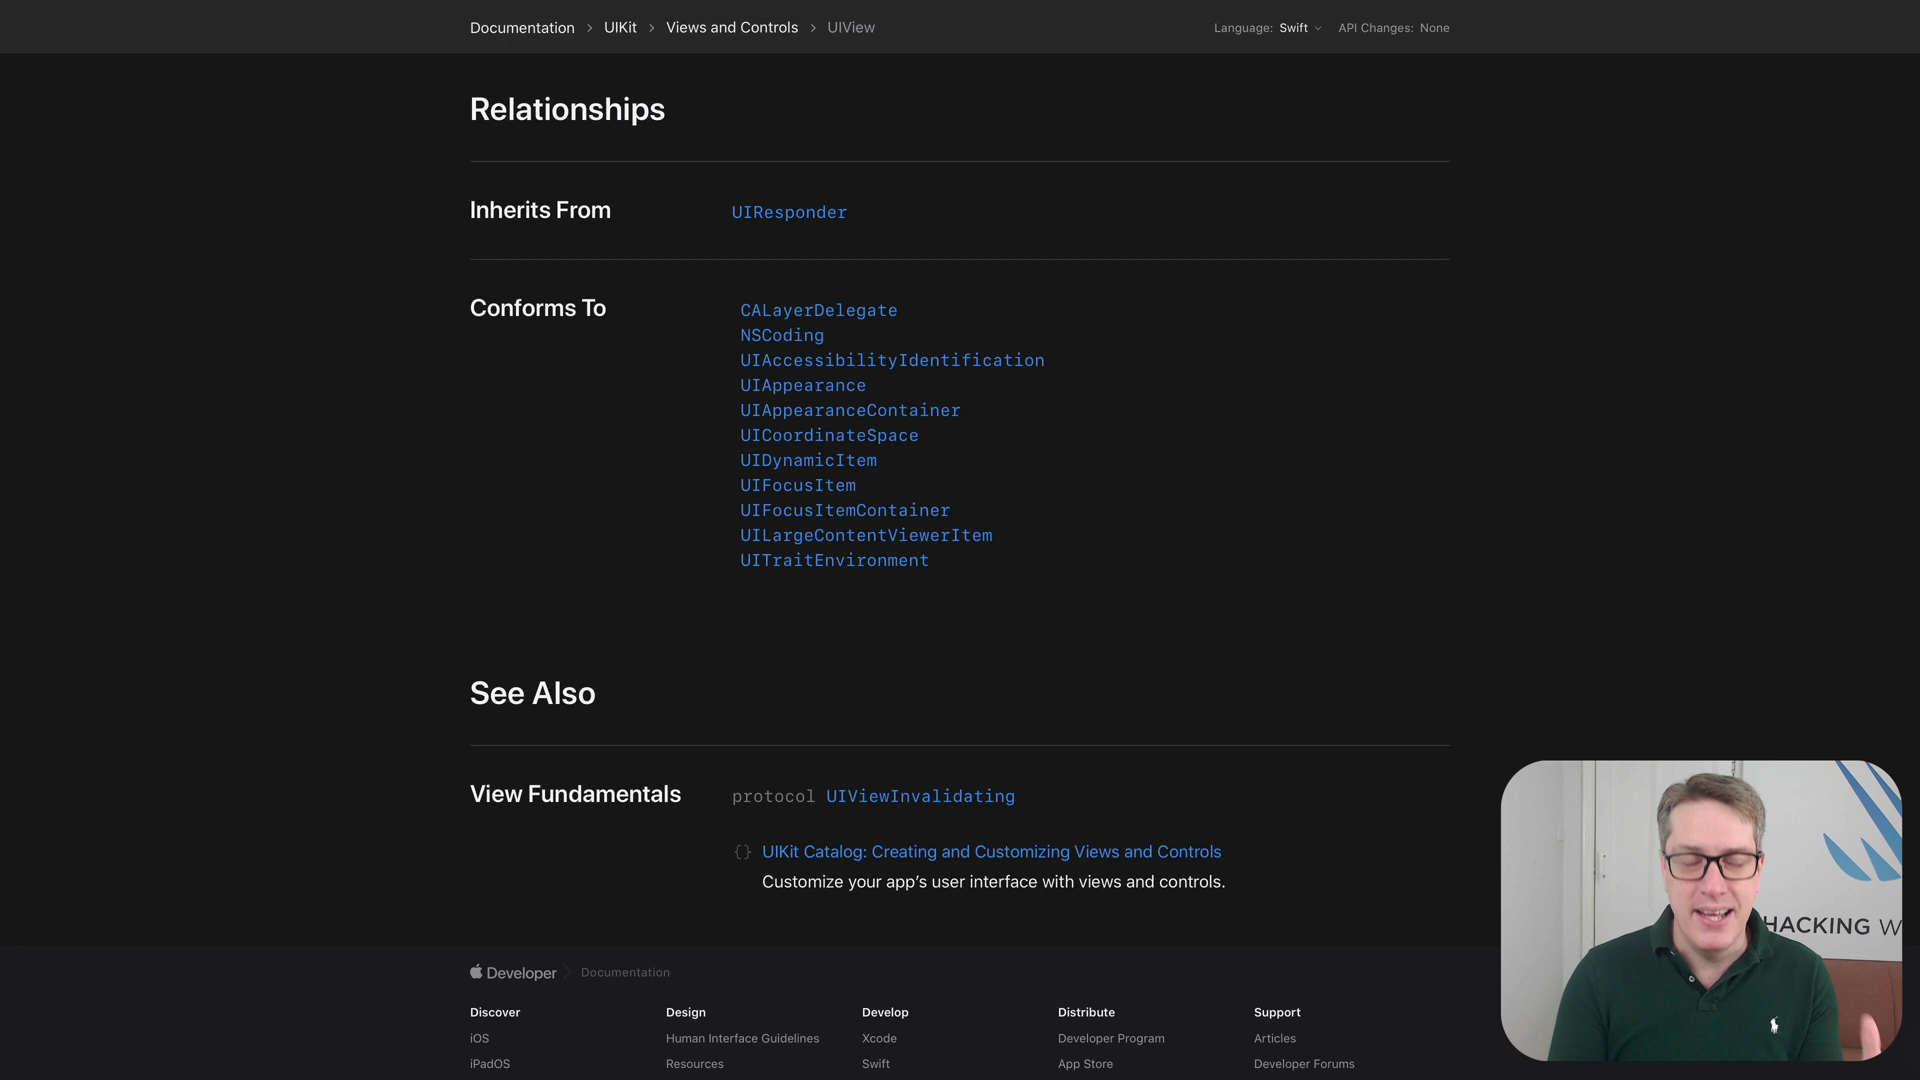 Documentation > UIKit > Views and Controls > UIView
Language: Swift API Changes: None
Relationships
Inherits From
UIResponder
Conforms To
CALayerDelegate
NSCoding
UIAccessibilityIdentification
UIAppearance
UIAppearanceContainer
UICoordinateSpace
UIDynamicItem
UIFocusItem
UIFocusItemContainer
UILargeContentViewerItem
UITraitEnvironment
See Also
View Fundamentals
protocol UIViewInvalidating
{} UIKit Catalog: Creating and Customizing Views and Controls
Customize your app’s user interface with views and controls.
Developer Documentation
Discover Design Develop Distribute Support
iOS Human Interface Guidelines Xcode Developer Program Articles
iPadOS Resources Swift App Store Developer Forums
HACKING W